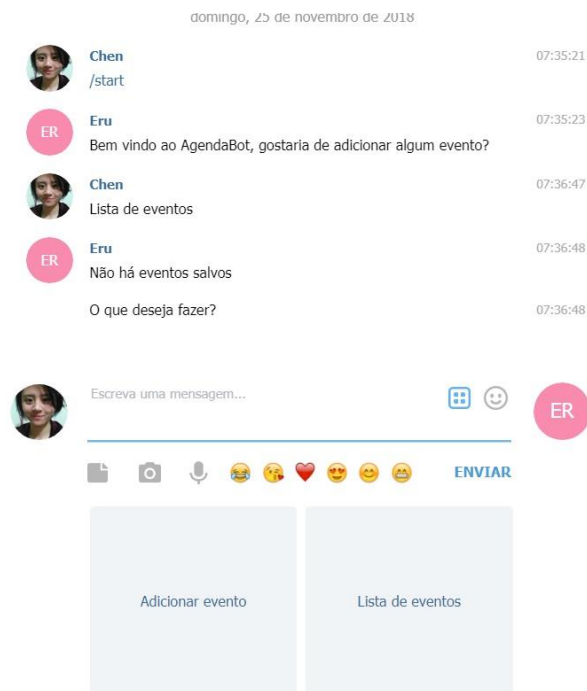 domingo, 25 de novembro de 2018
Chen 07:35:21
/start
ER
Eru 07:35:23
Bem vindo ao AgendaBot, gostaria de adicionar algum evento?
Chen 07:36:47
Lista de eventos
ER
Eru 07:36:48
Não há eventos salvos
O que deseja fazer? 07:36:48
Escreva uma mensagem...
ER
ENVIAR
Adicionar evento
Lista de eventos